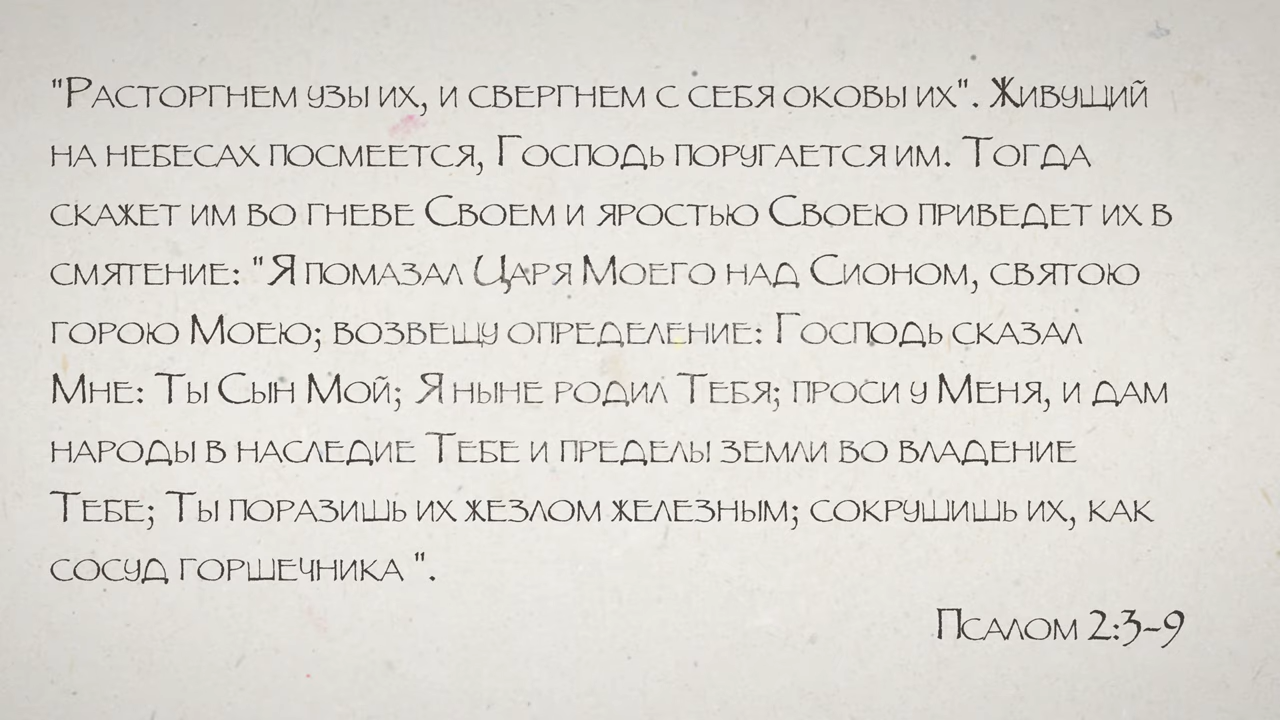 "Расторгнем узы их, и свергнем с себя оковы их". Живущий
на небесах посмеется, Господь поругается им. Тогда
скажет им во гневе Своем и яростью Своею приведет их в
смятение: "Я помазал Царя Моего над Сионом, святою
горою Моею; возвещу определение: Господь сказал
Мне: Ты Сын Мой; Я ныне родил Тебя; проси у Меня, и дам
народы в наследие Тебе и пределы земли во владение
Тебе; Ты поразишь их жезлом железным; сокрушишь их, как
сосуд горшечника ".
Псалом 2:3-9